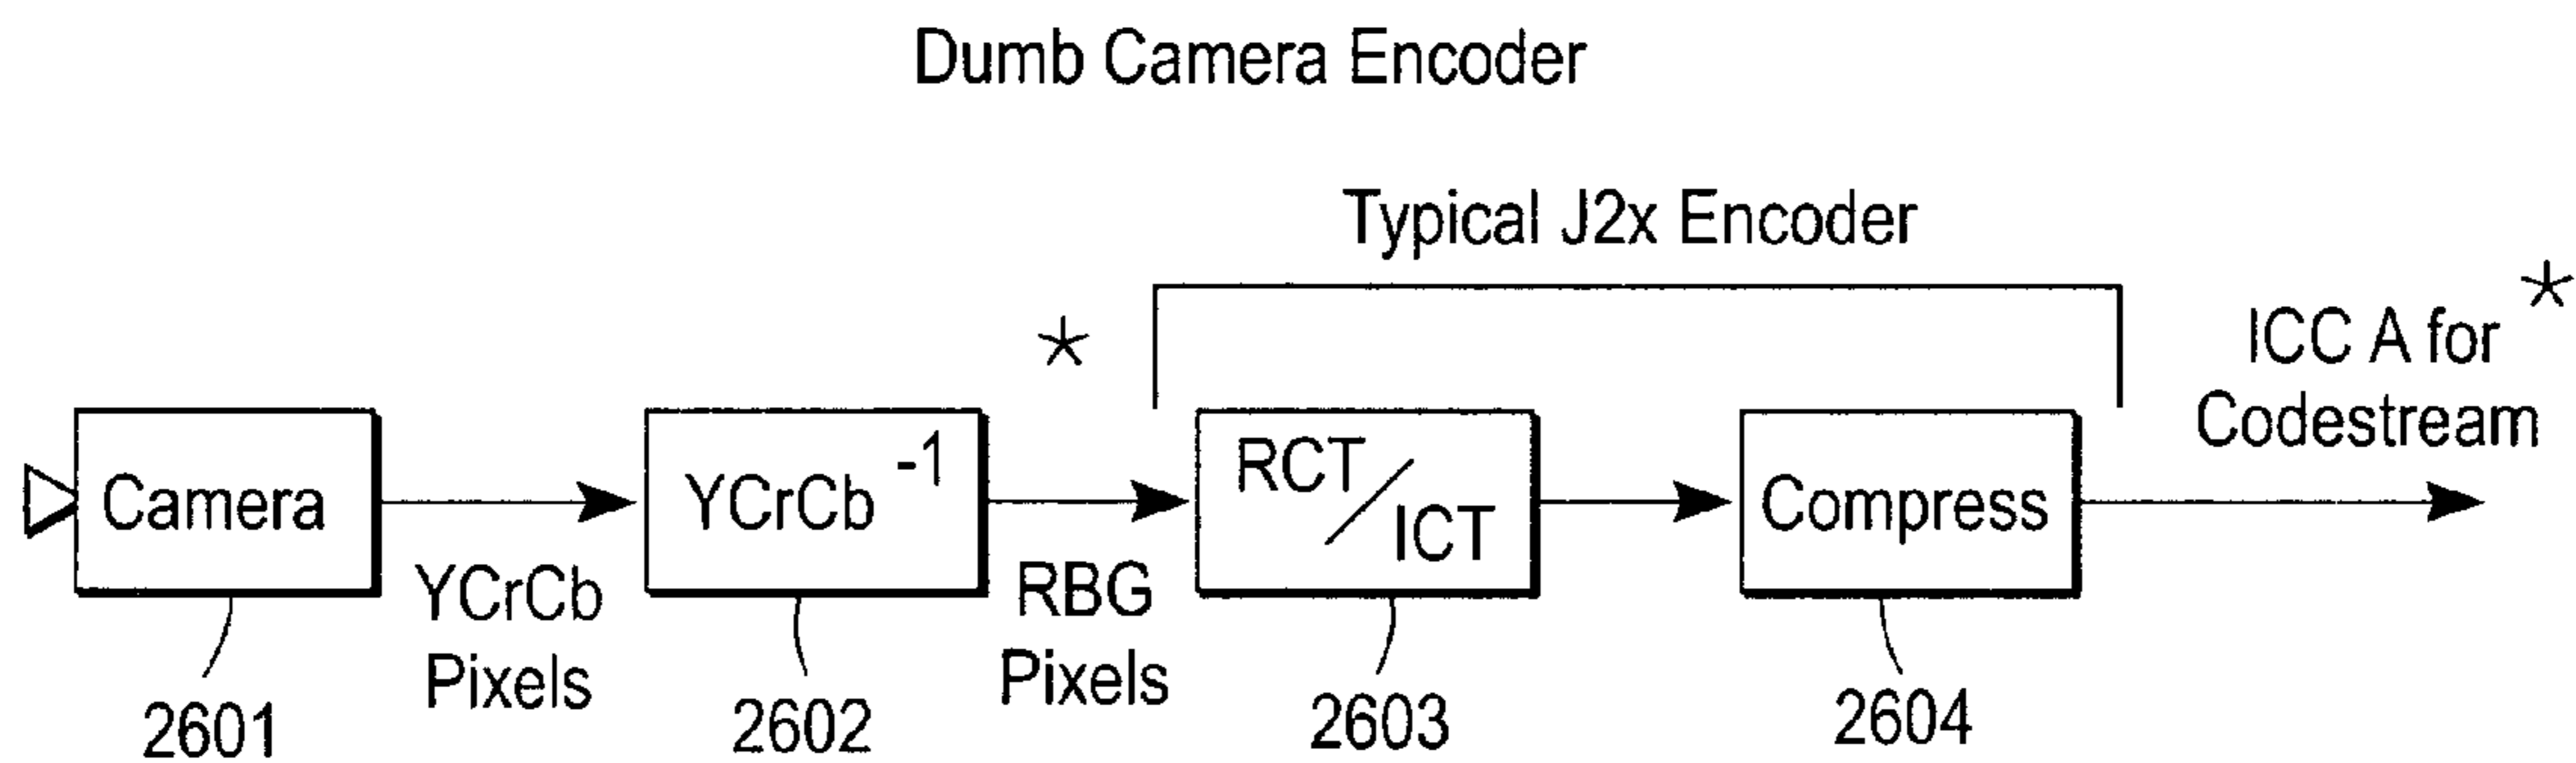 Dumb Camera Encoder
Typical J2x Encoder
*
*
ICC A for
Codestream
Camera
YCrCb -1
RCT/ICT
Compress
YCrCb
Pixels
RBG
Pixels
2601
2602
2603
2604